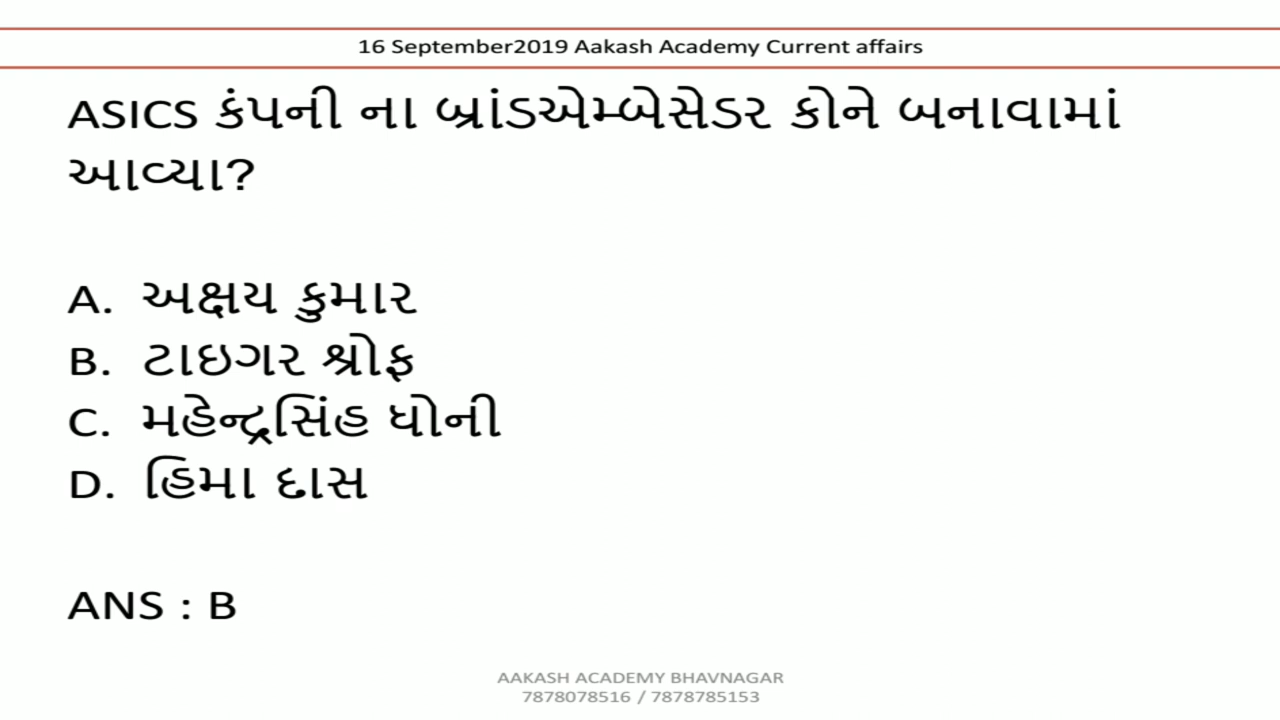 16 September2019 Aakash Academy Current affairs
ASICS કંપની ના બ્રાંડએમ્બેસેડર કોને બનાવામાં
આવ્યા?
A. અક્ષય કુમાર
B. ટાઇગર શ્રોફ
C. મહેન્દ્રસિંહ ધોની
D. હિમા દાસ
ANS : B
AAKASH ACADEMY BHAVNAGAR
7878078516 / 7878785153